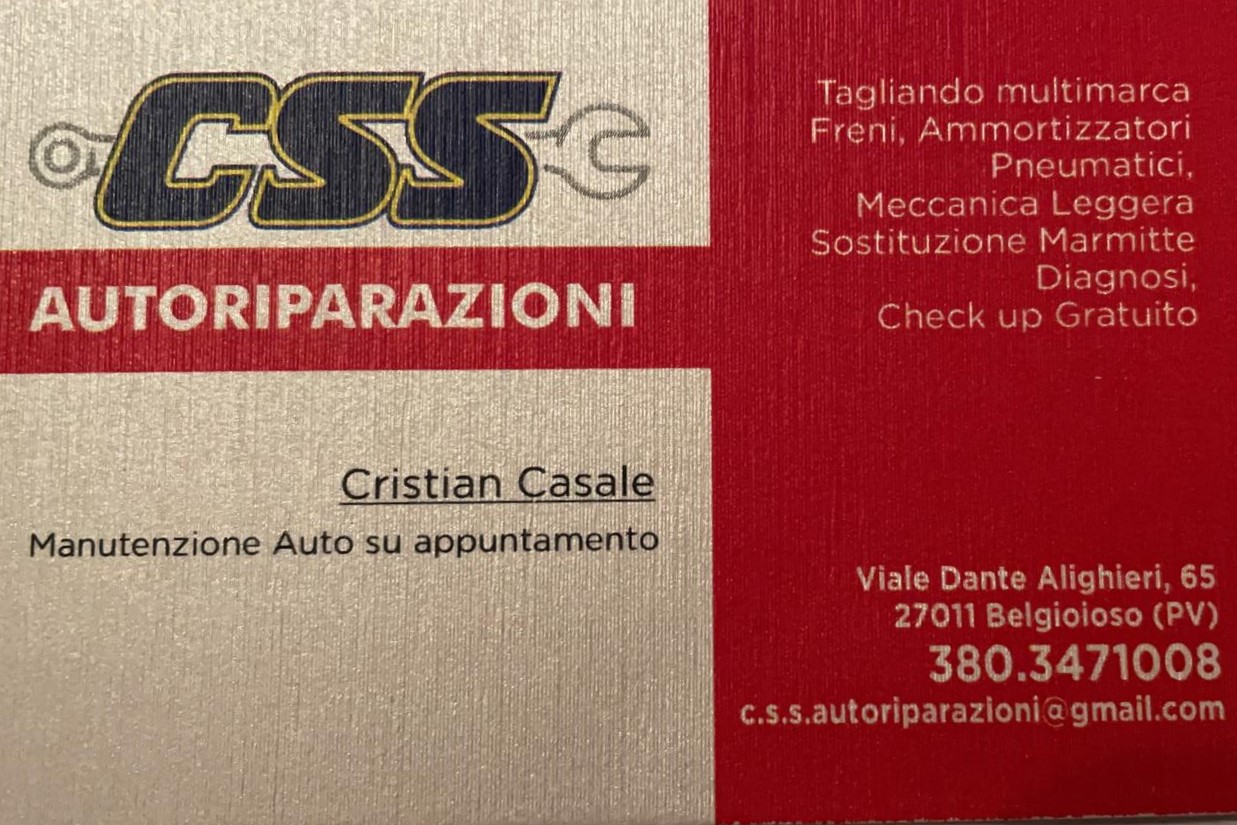 CSS
AUTORIPARAZIONI
Cristian Casale
Manutenzione Auto su appuntamento
Tagliando multimarca
Freni, Ammortizzatori
Pneumatici,
Meccanica Leggera
Sostituzione Marmitte
Diagnosi,
Check up Gratuito
Viale Dante Alighieri, 65
27011 Belgioioso (PV)
380.3471008
c.s.s.autoriparazioni@gmail.com